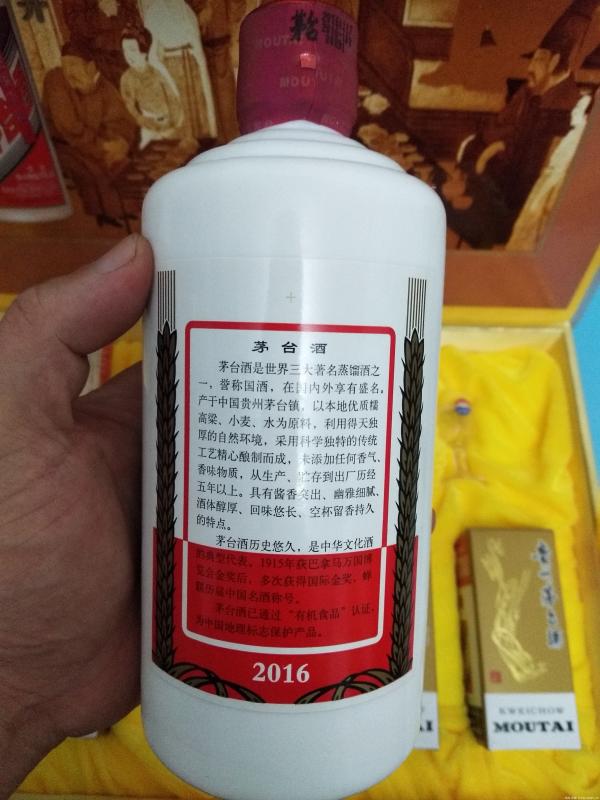 茅台酒
茅台酒是世界三大著名蒸馏酒之
一，誉称国酒，在国内外享有盛名。
产于中国贵州茅台镇，以本地优质糯
高粱、小麦、水为原料，利用得天独
厚的自然环境，采用科学独特的传统
工艺精心酿制而成，未添加任何香气、
香味物质，从生产、贮存到出厂历经
五年以上。具有酱香突出、幽雅细腻、
酒体醇厚、回味悠长、空杯留香持久
的特点。
茅台酒历史悠久，是中华文化酒
的典型代表。1915年获巴拿马万国博
览会金奖后，多次获得国际金奖，蝉
联历届中国名酒称号。
茅台酒已通过“有机食品”认证，
为中国地理标志保护产品。
2016
KWEICHOW
MOUTAI